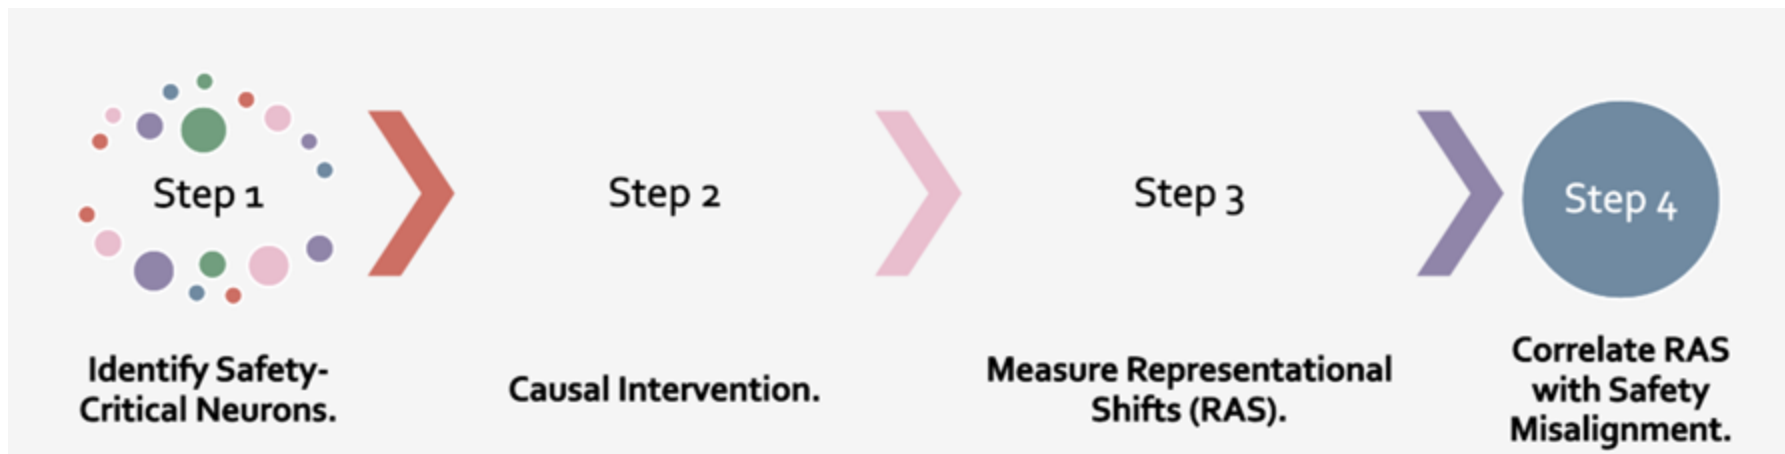 Step 1
Step 2
Step 3
Step 4
Identify Safety-
Critical Neurons.
Causal Intervention.
Measure Representational
Shifts (RAS).
Correlate RAS
with Safety
Misalignment.